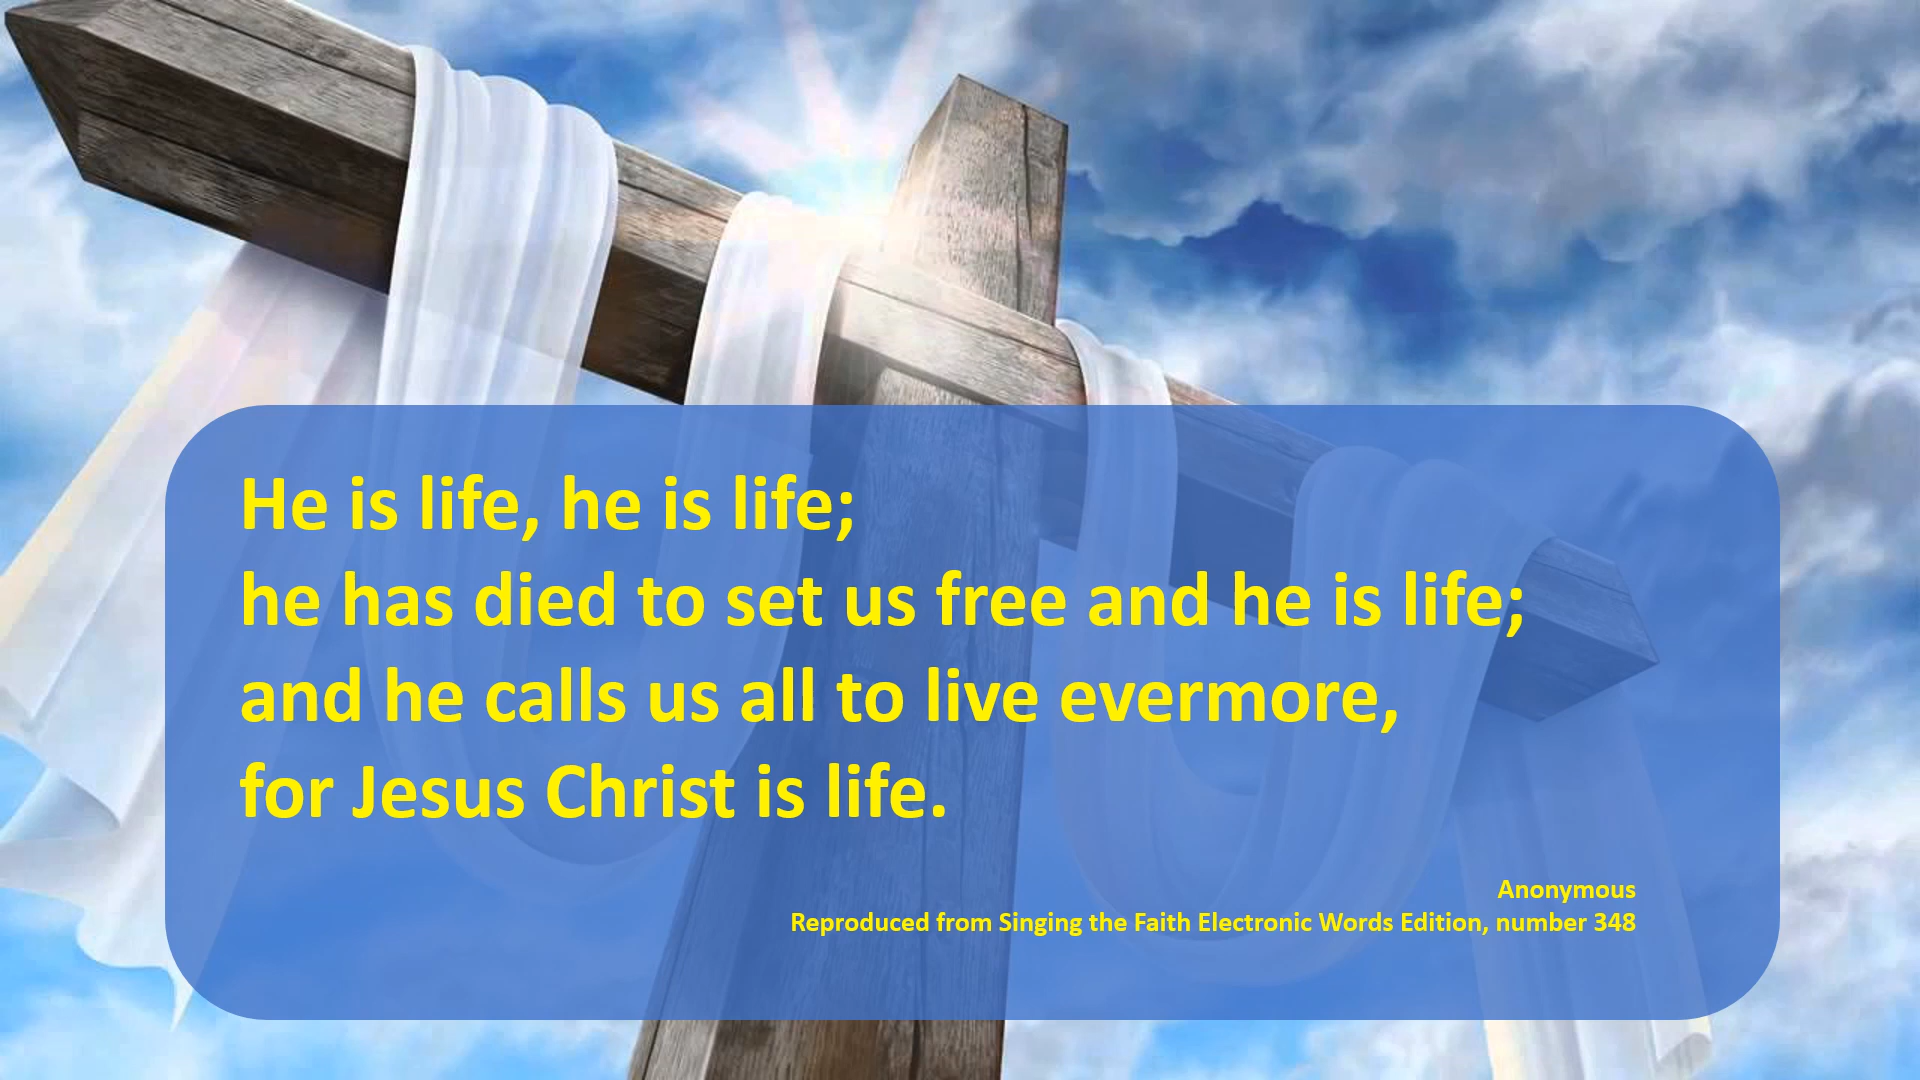 He is life, he is life;
he has died to set us free and he is life;
and he calls us all to live evermore,
for Jesus Christ is life.
Anonymous
Reproduced from Singing the Faith Electronic Words Edition, number 348